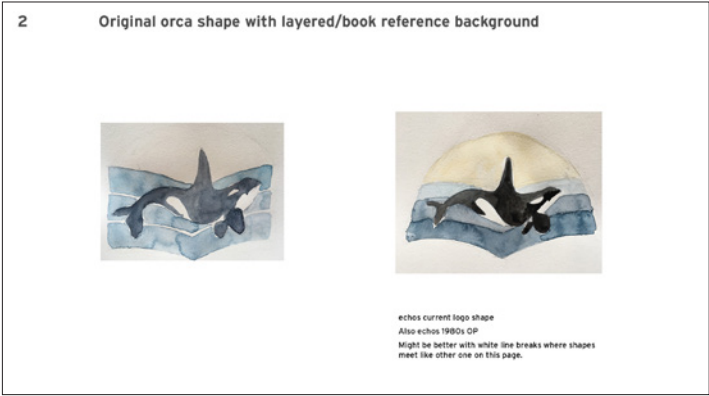 2
Original orca shape with layered/book reference background
echos current logo shape
Also echos 1980s OP
Might be better with white line breaks where shapes
meet like other one on this page.